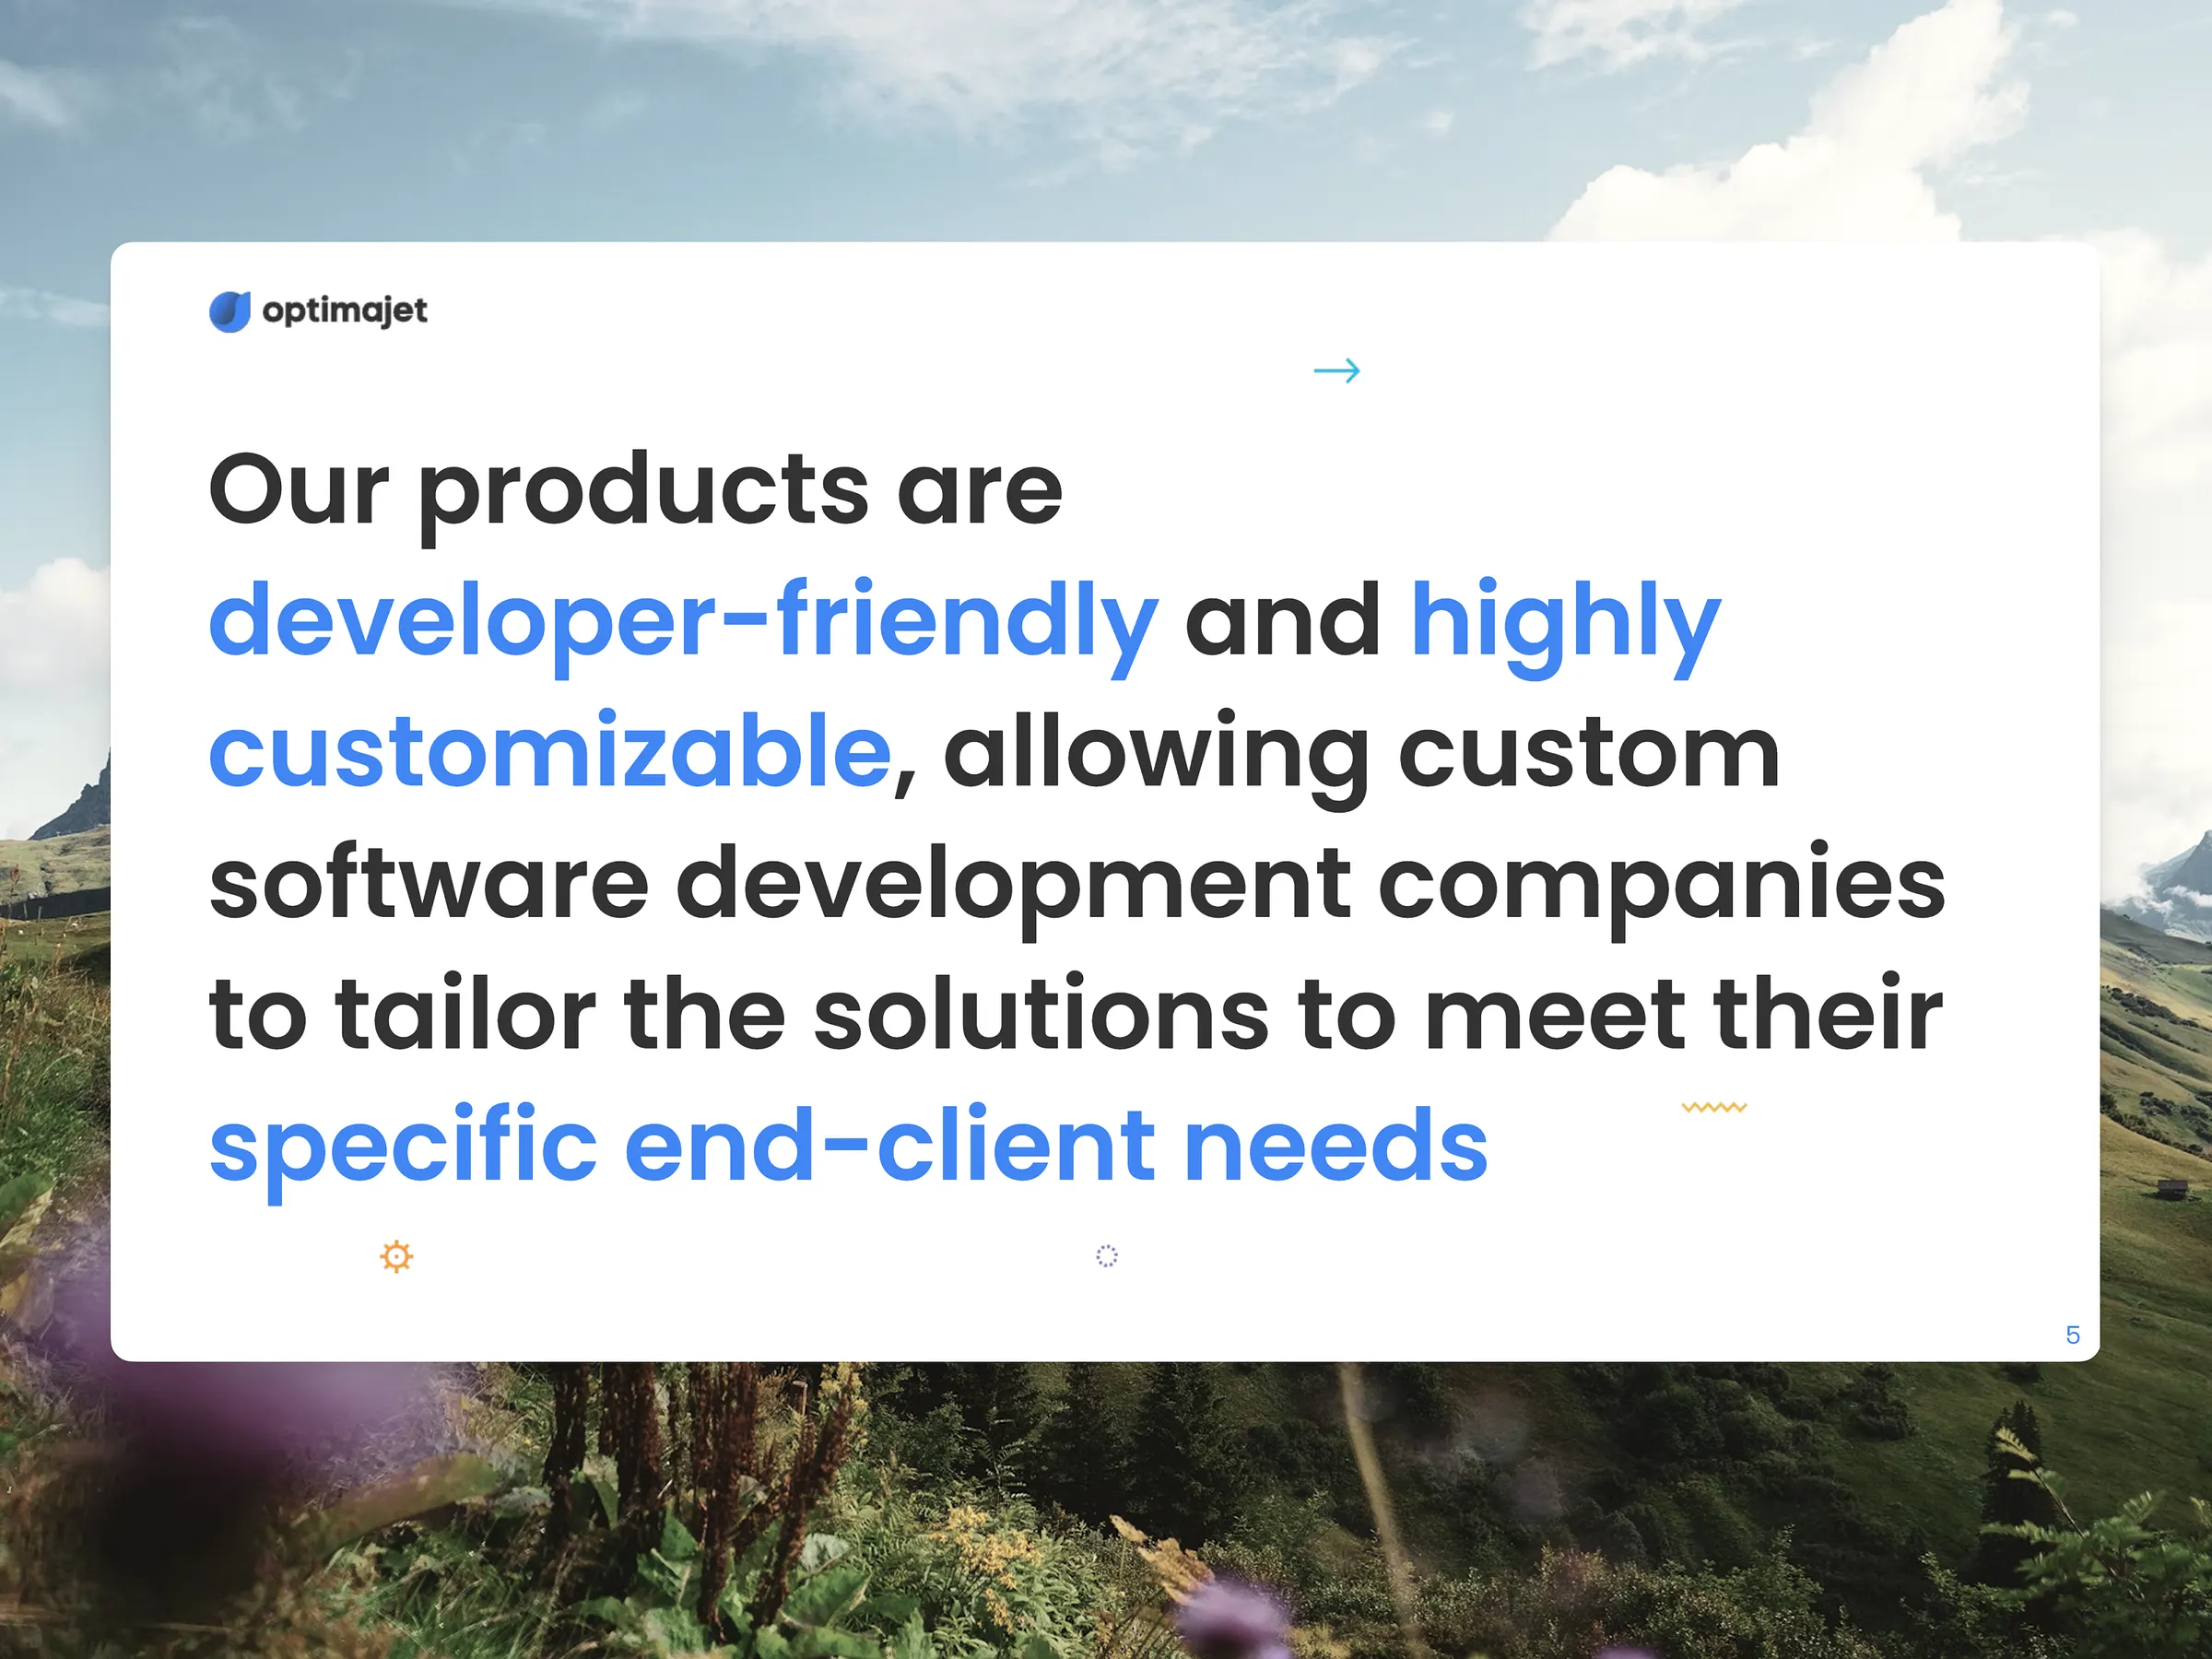 optimajet
Our products are
developer-friendly and highly
customizable, allowing custom
software development companies
to tailor the solutions to meet their
specific end-client needs
5